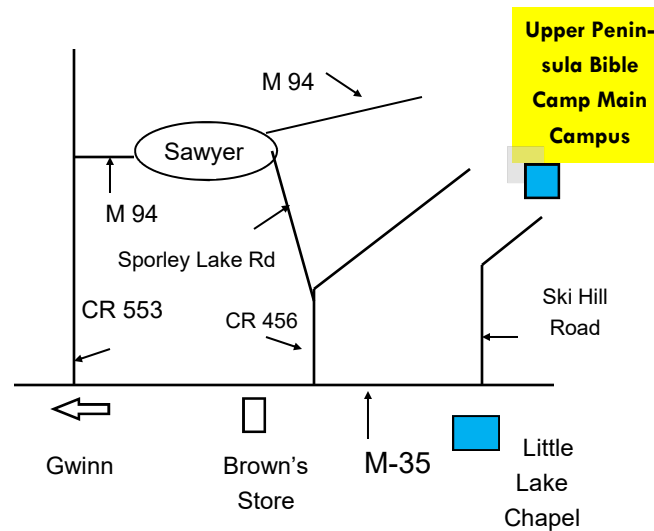 Upper Penin-
sula Bible
Camp Main
Campus
M 94
Sawyer
M 94
Sporley Lake Rd
CR 553
CR 456
Ski Hill
Road
Gwinn
Brown's
Store
M-35
Little
Lake
Chapel